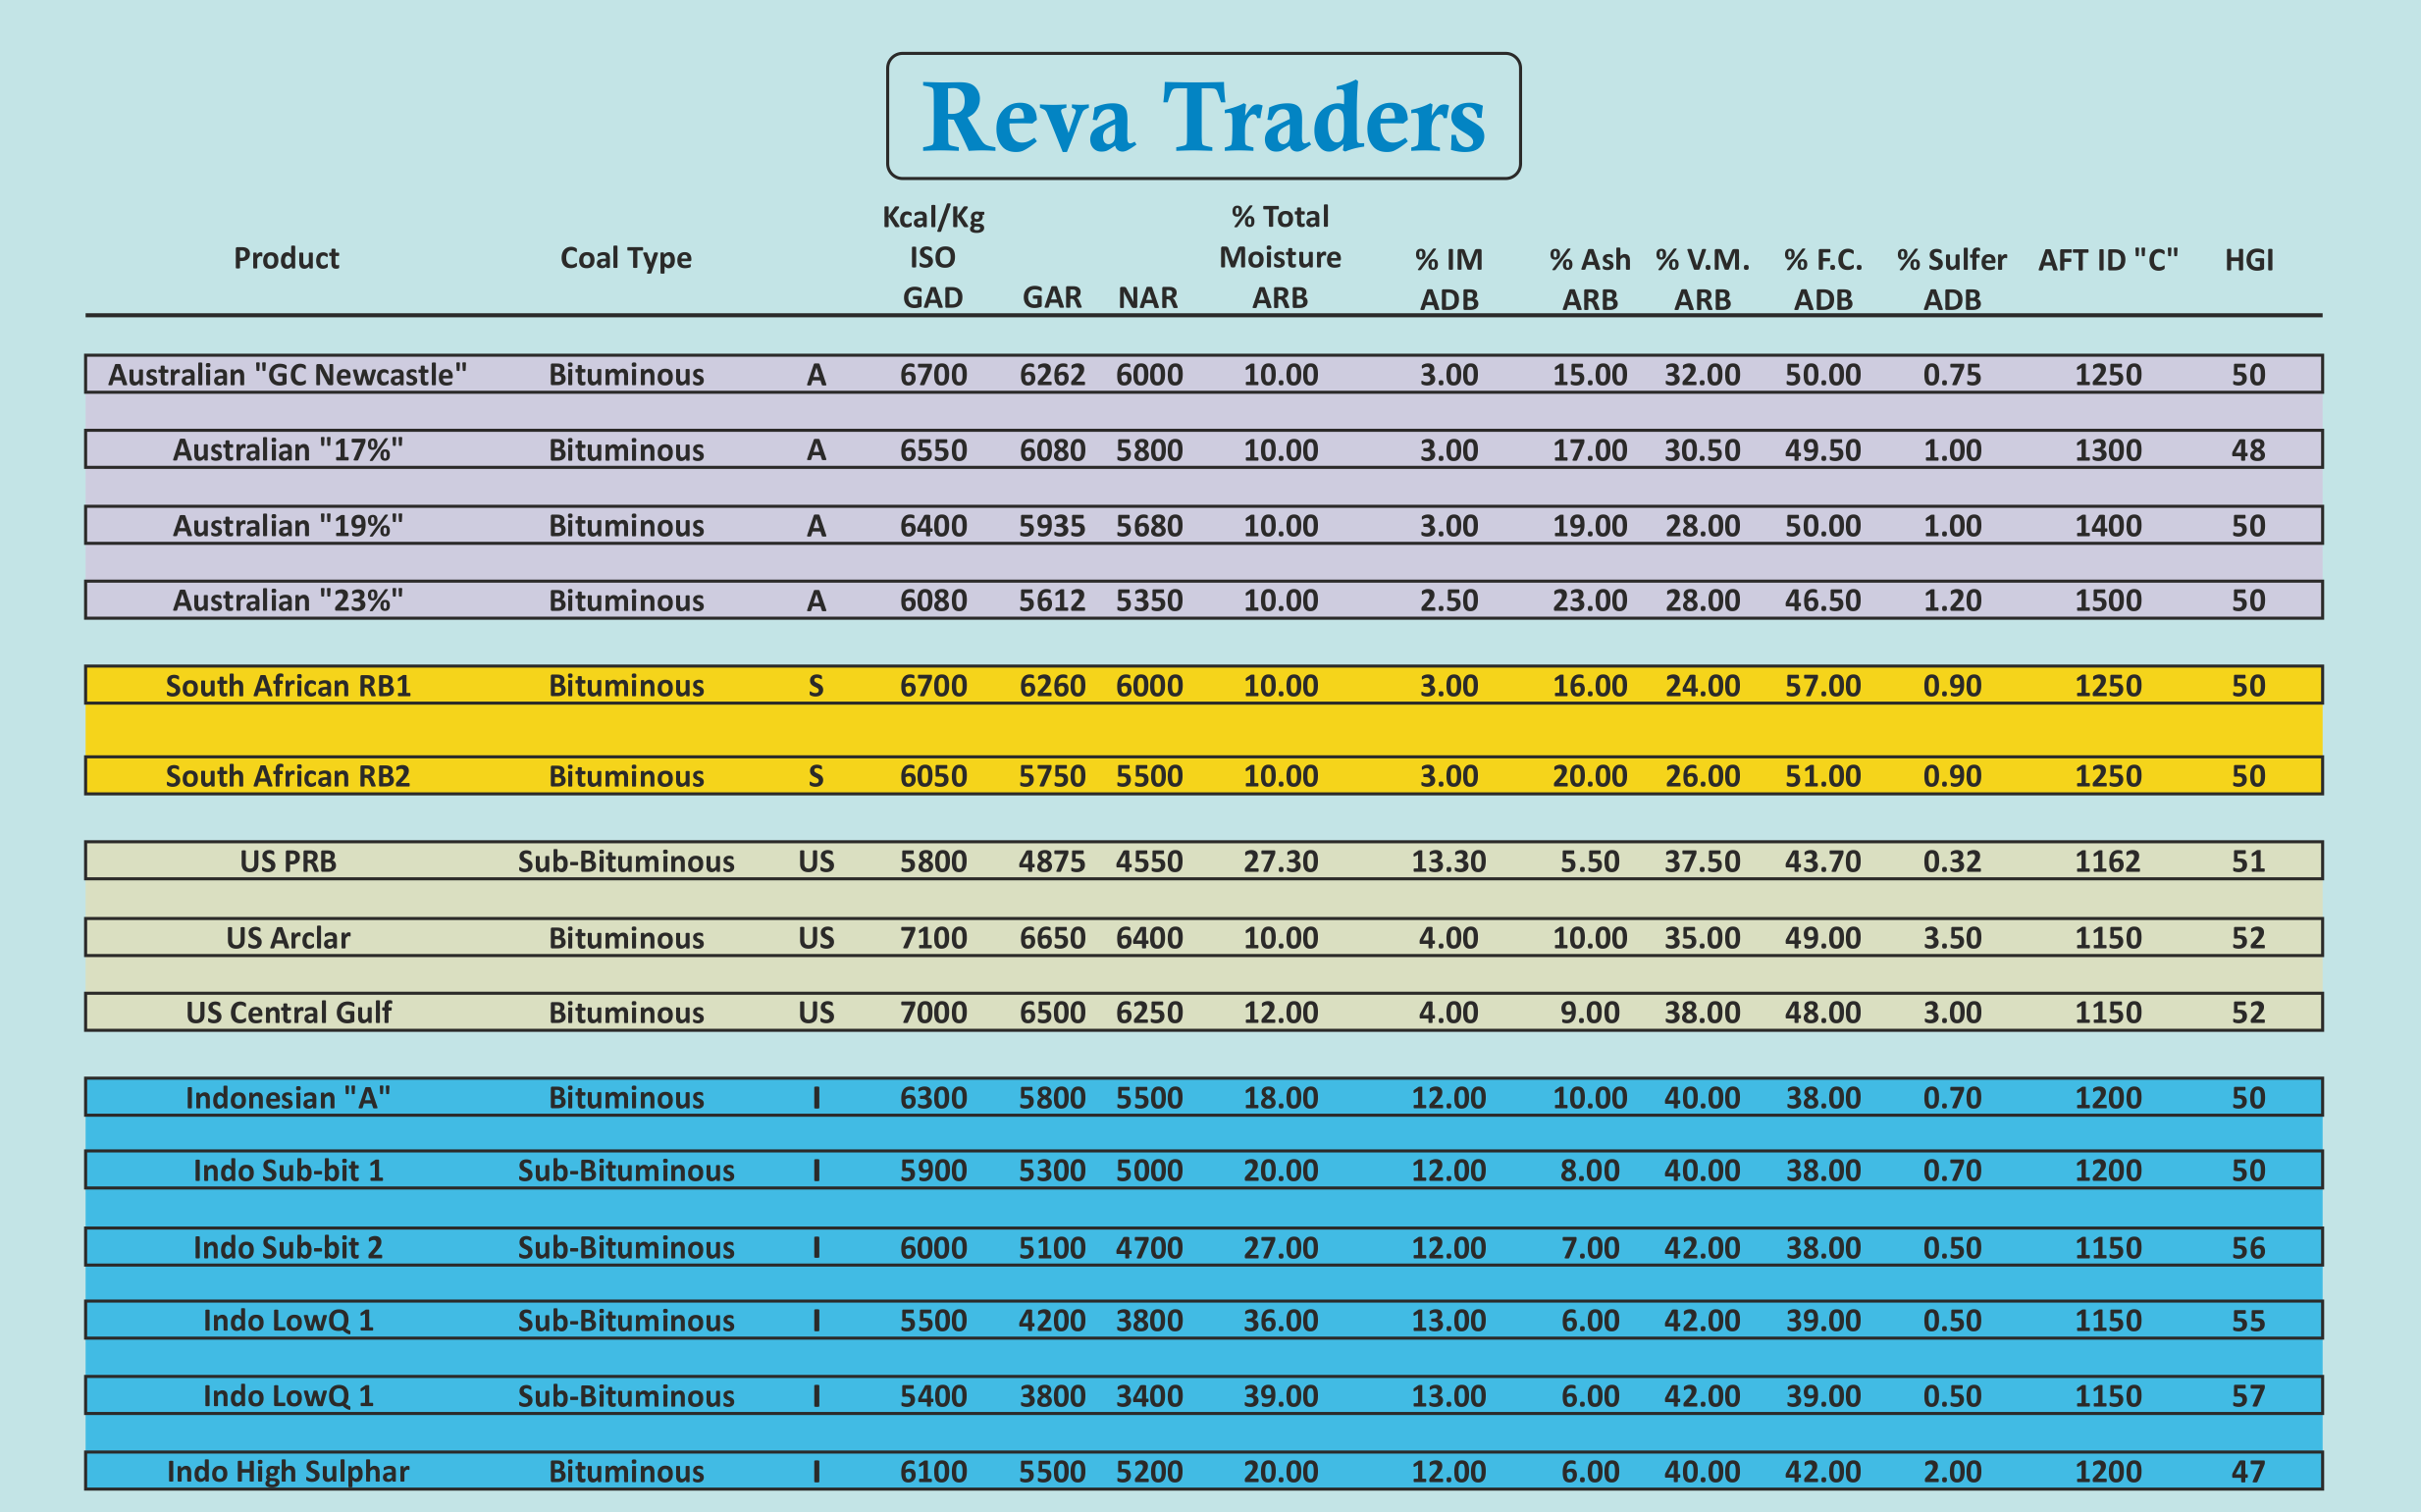 Reva Traders
Kcal/Kg % Total
Product Coal Type ISO Moisture % IM % Ash % V.M. % F.C. % Sulfer AFT ID "C" HGI
GAD GAR NAR ARB ADB ARB ARB ADB ADB
Australian "GC Newcastle" Bituminous A 6700 6262 6000 10.00 3.00 15.00 32.00 50.00 0.75 1250 50
Australian "17%" Bituminous A 6550 6080 5800 10.00 3.00 17.00 30.50 49.50 1.00 1300 48
Australian "19%" Bituminous A 6400 5935 5680 10.00 3.00 19.00 28.00 50.00 1.00 1400 50
Australian "23%" Bituminous A 6080 5612 5350 10.00 2.50 23.00 28.00 46.50 1.20 1500 50
South African RB1 Bituminous S 6700 6260 6000 10.00 3.00 16.00 24.00 57.00 0.90 1250 50
South African RB2 Bituminous S 6050 5750 5500 10.00 3.00 20.00 26.00 51.00 0.90 1250 50
US PRB Sub-Bituminous US 5800 4875 4550 27.30 13.30 5.50 37.50 43.70 0.32 1162 51
US Arclar Bituminous US 7100 6650 6400 10.00 4.00 10.00 35.00 49.00 3.50 1150 52
US Central Gulf Bituminous US 7000 6500 6250 12.00 4.00 9.00 38.00 48.00 3.00 1150 52
Indonesian "A" Bituminous I 6300 5800 5500 18.00 12.00 10.00 40.00 38.00 0.70 1200 50
Indo Sub-bit 1 Sub-Bituminous I 5900 5300 5000 20.00 12.00 8.00 40.00 38.00 0.70 1200 50
Indo Sub-bit 2 Sub-Bituminous I 6000 5100 4700 27.00 12.00 7.00 42.00 38.00 0.50 1150 56
Indo LowQ 1 Sub-Bituminous I 5500 4200 3800 36.00 13.00 6.00 42.00 39.00 0.50 1150 55
Indo LowQ 1 Sub-Bituminous I 5400 3800 3400 39.00 13.00 6.00 42.00 39.00 0.50 1150 57
Indo High Sulphar Bituminous I 6100 5500 5200 20.00 12.00 6.00 40.00 42.00 2.00 1200 47